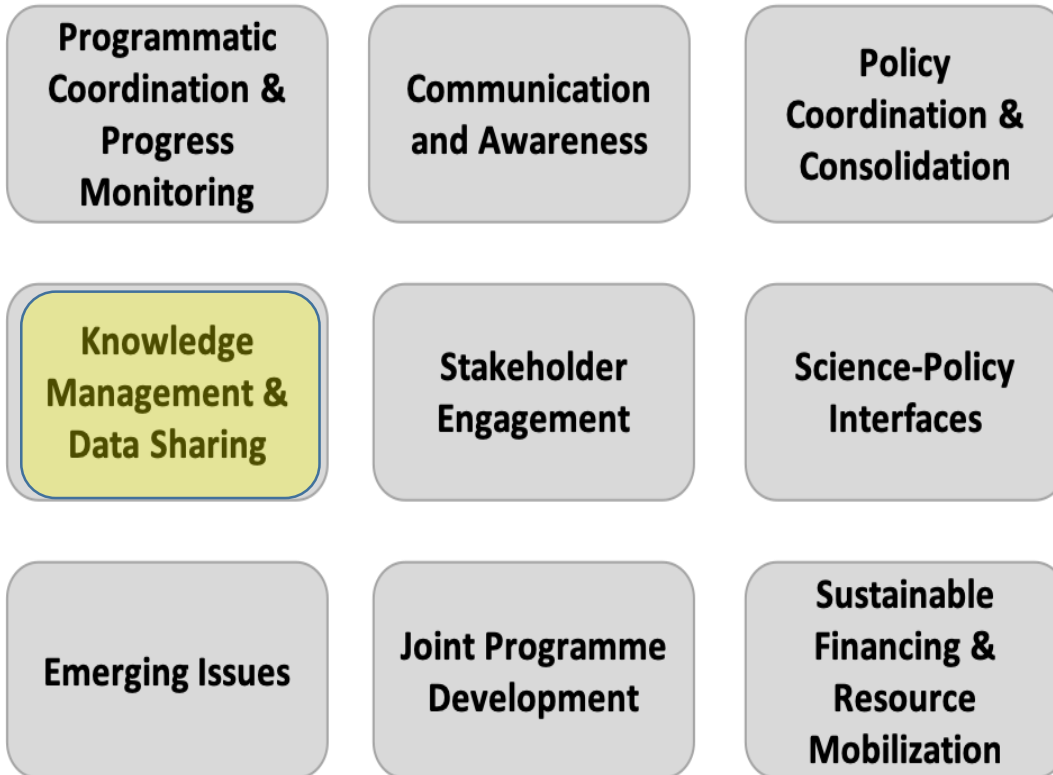 Programmatic
Coordination &
Progress
Monitoring
Communication
and Awareness
Policy
Coordination &
Consolidation
Knowledge
Management &
Data Sharing
Stakeholder
Engagement
Science-Policy
Interfaces
Emerging Issues
Joint Programme
Development
Sustainable
Financing &
Resource
Mobilization